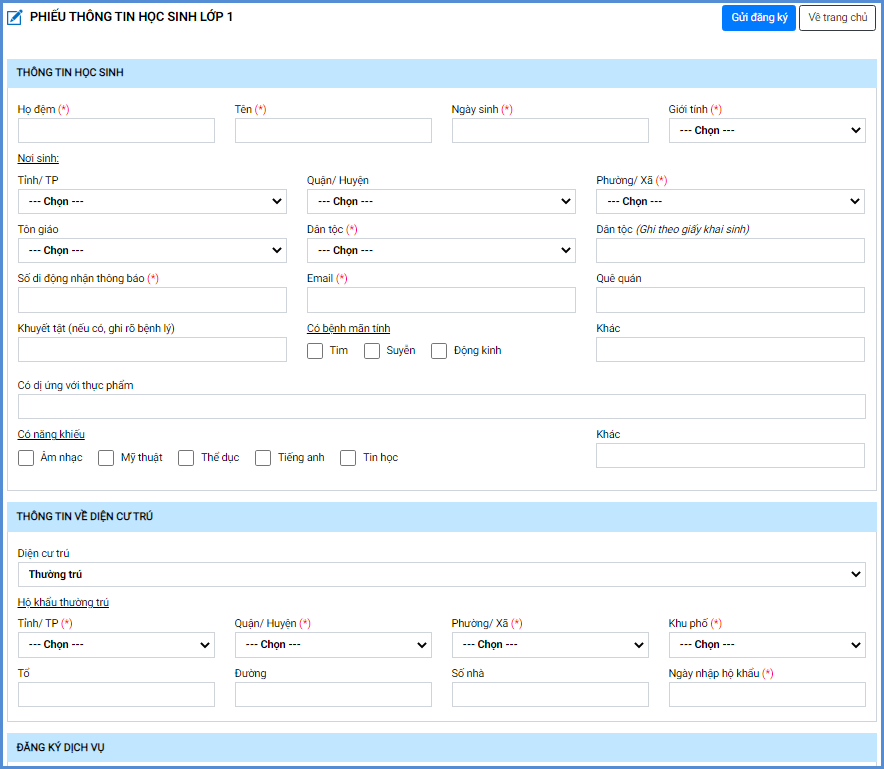 PHIẾU THÔNG TIN HỌC SINH LỚP 1
Gửi đăng ký
Về trang chủ
THÔNG TIN HỌC SINH
Họ đệm (*) Tên (*) Ngày sinh (*) Giới tính (*)
--- Chọn ---
Nơi sinh:
Tỉnh/ TP Quận/ Huyện Phường/ Xã (*)
--- Chọn --- --- Chọn --- --- Chọn ---
Tôn giáo Dân tộc (*) Dân tộc (Ghi theo giấy khai sinh)
--- Chọn --- --- Chọn ---
Số di động nhận thông báo (*) Email (*) Quê quán
Khuyết tật (nếu có, ghi rõ bệnh lý) Có bệnh mãn tính Khác
Tim Suyễn Động kinh
Có dị ứng với thực phẩm
Có năng khiếu Khác
Âm nhạc Mỹ thuật Thể dục Tiếng anh Tin học
THÔNG TIN VỀ DIỆN CƯ TRÚ
Diện cư trú
Thường trú
Hộ khẩu thường trú
Tỉnh/ TP (*) Quận/ Huyện (*) Phường/ Xã (*) Khu phố (*)
--- Chọn --- --- Chọn --- --- Chọn --- --- Chọn ---
Tổ Đường Số nhà Ngày nhập hộ khẩu (*)
ĐĂNG KÝ DỊCH VỤ